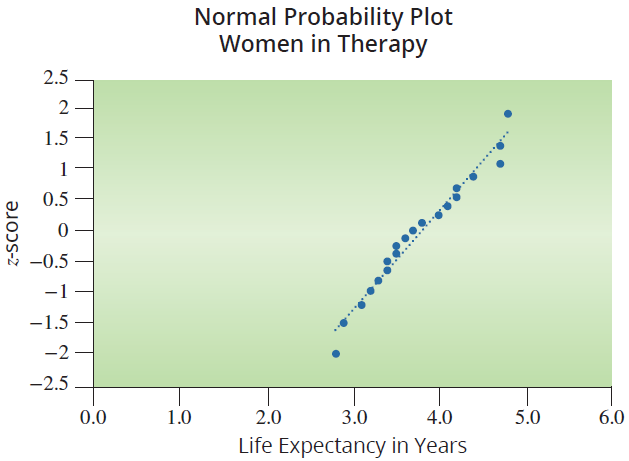 Normal Probability Plot
Women in Therapy
2.5
2
1.5
1
0.5
0
−0.5
−1
−1.5
−2
−2.5
z-score
0.0 1.0 2.0 3.0 4.0 5.0 6.0
Life Expectancy in Years